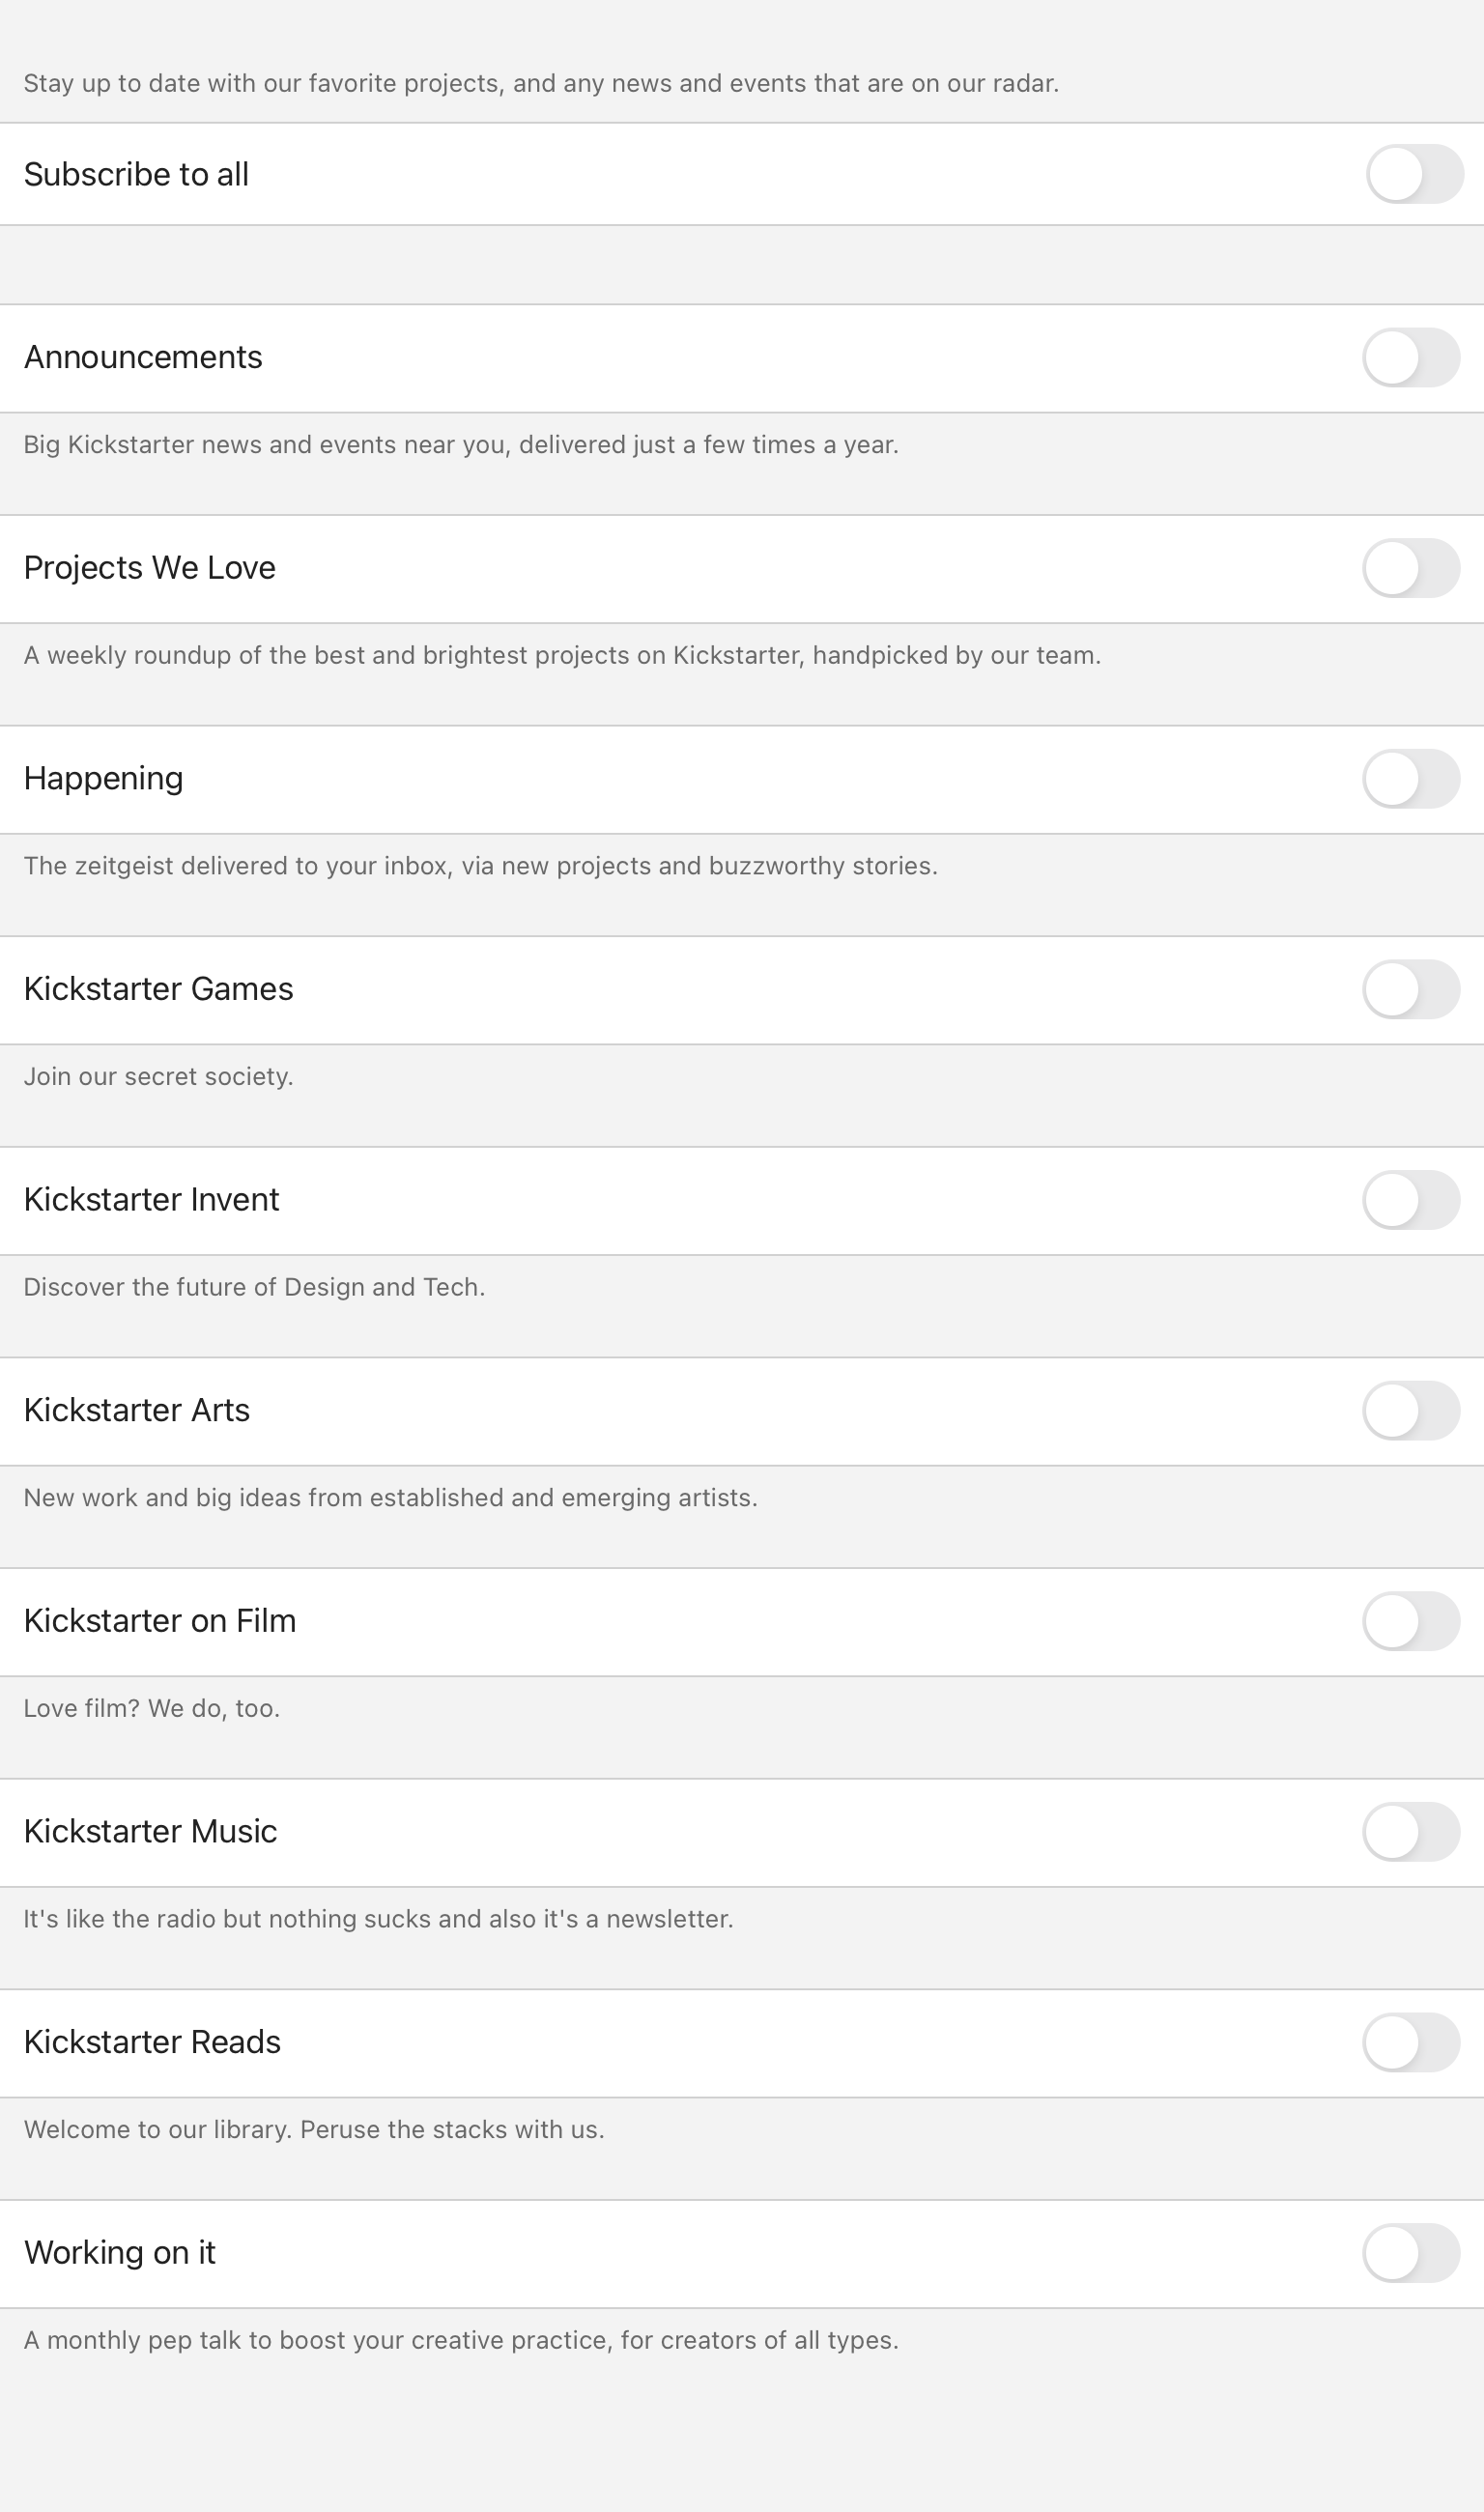 Stay up to date with our favorite projects, and any news and events that are on our radar.
Subscribe to all
Announcements
Big Kickstarter news and events near you, delivered just a few times a year.
Projects We Love
A weekly roundup of the best and brightest projects on Kickstarter, handpicked by our team.
Happening
The zeitgeist delivered to your inbox, via new projects and buzzworthy stories.
Kickstarter Games
Join our secret society.
Kickstarter Invent
Discover the future of Design and Tech.
Kickstarter Arts
New work and big ideas from established and emerging artists.
Kickstarter on Film
Love film? We do, too.
Kickstarter Music
It's like the radio but nothing sucks and also it's a newsletter.
Kickstarter Reads
Welcome to our library. Peruse the stacks with us.
Working on it
A monthly pep talk to boost your creative practice, for creators of all types.